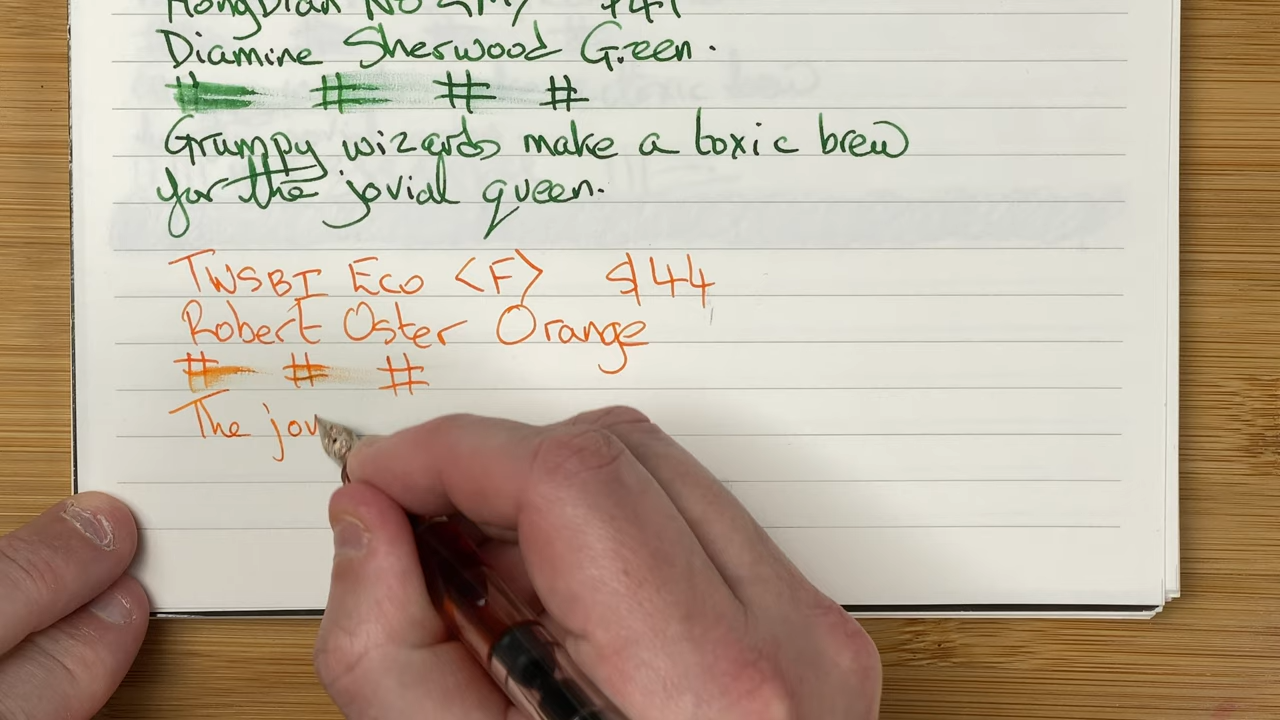 Diamine Sherwood Green.
# # # #
Grumpy wizards make a toxic brew
for the jovial queen.
TWSBI Eco <F> $144
Robert Oster Orange
# # #
The jov